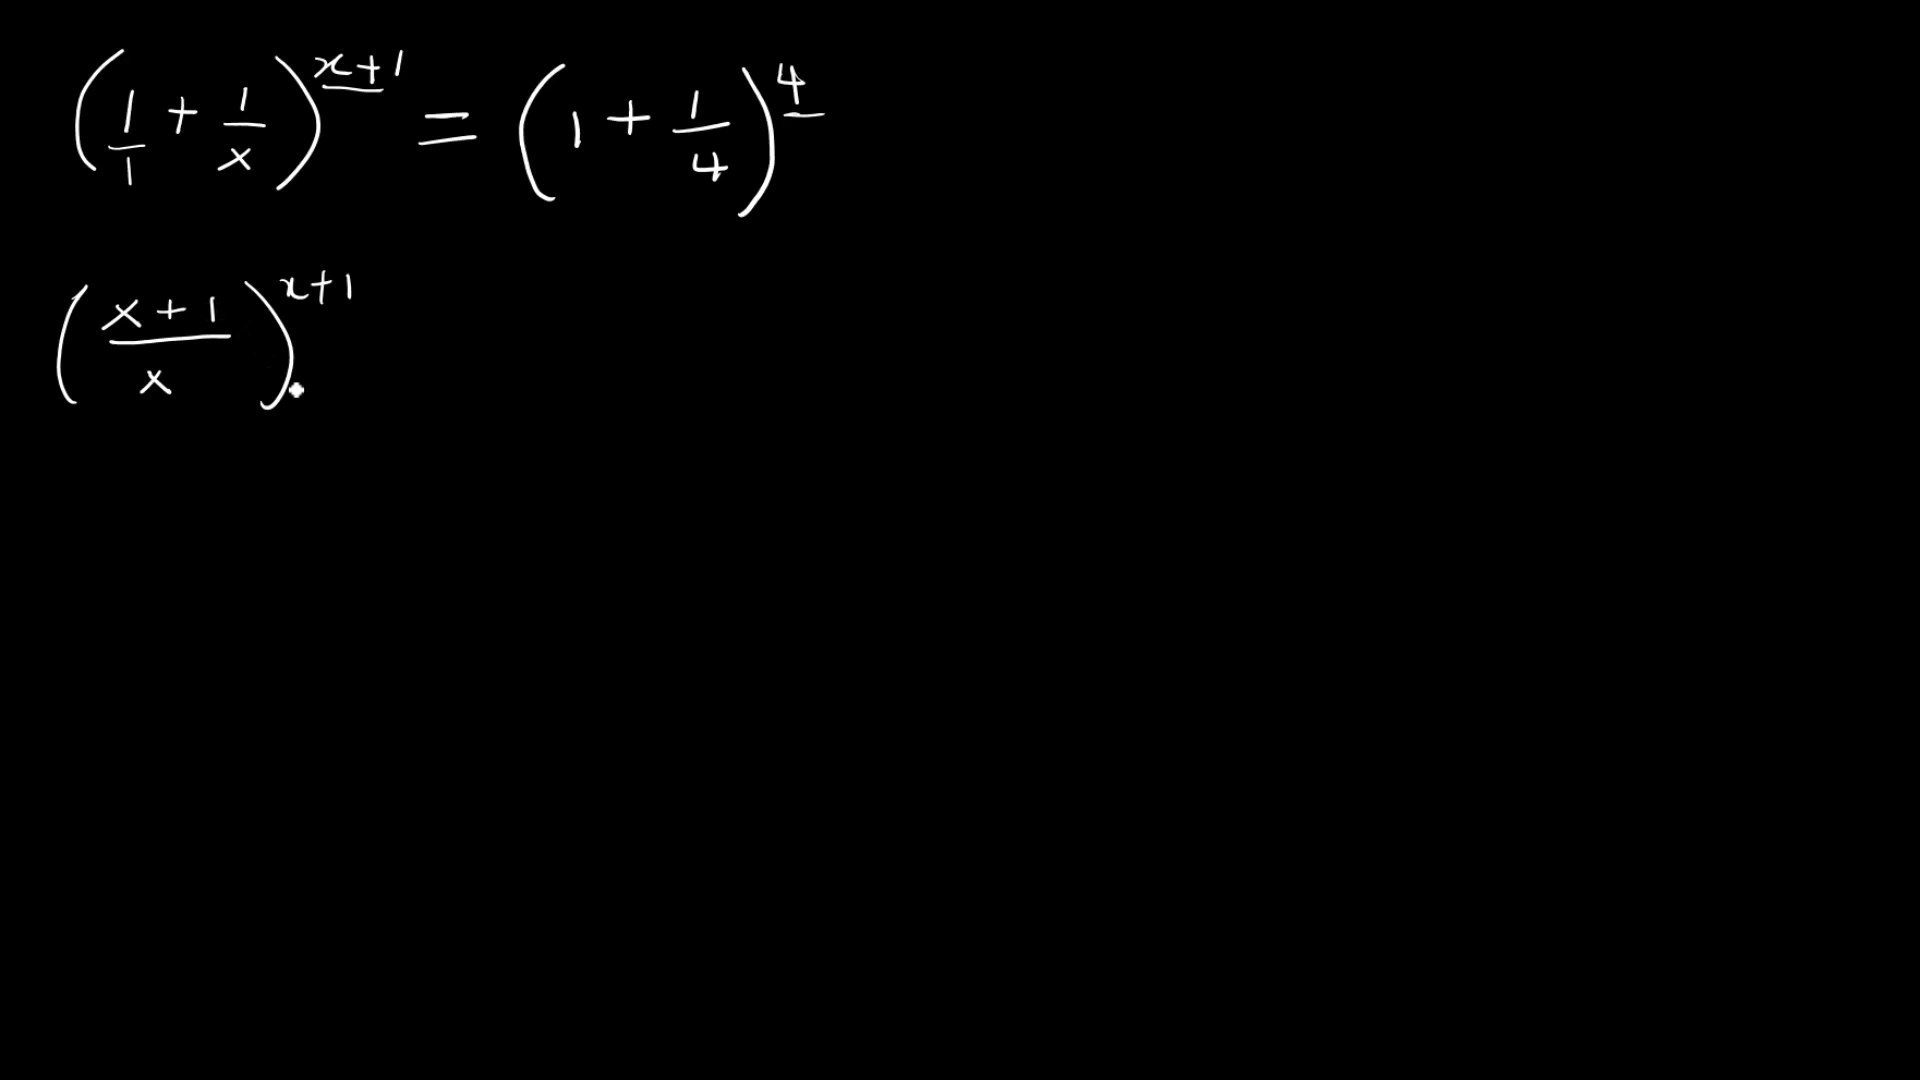 (1/1 + 1/x)^(x+1) = (1 + 1/4)^4
((x+1)/x)^(x+1)